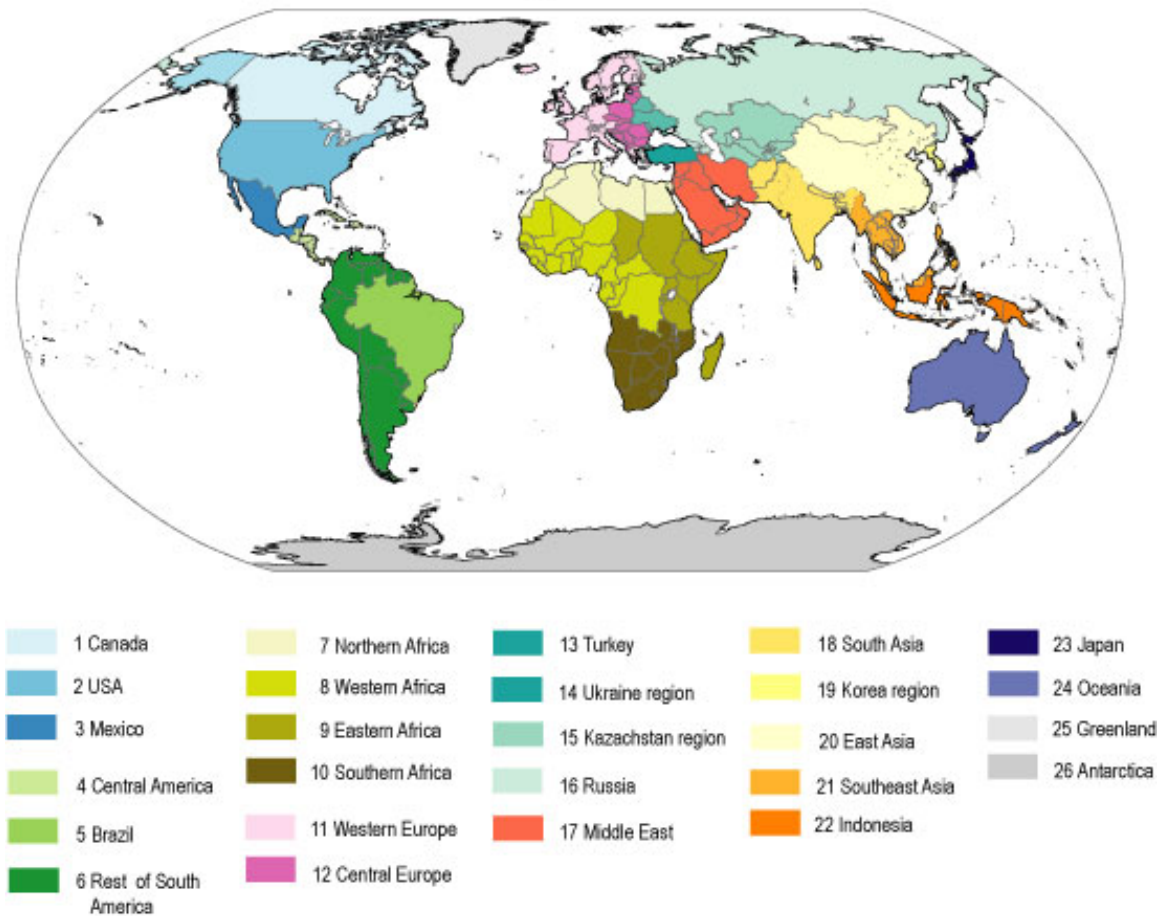 1 Canada
2 USA
3 Mexico
4 Central America
5 Brazil
6 Rest of South
America
7 Northern Africa
8 Western Africa
9 Eastern Africa
10 Southern Africa
11 Western Europe
12 Central Europe
13 Turkey
14 Ukraine region
15 Kazachstan region
16 Russia
17 Middle East
18 South Asia
19 Korea region
20 East Asia
21 Southeast Asia
22 Indonesia
23 Japan
24 Oceania
25 Greenland
26 Antarctica